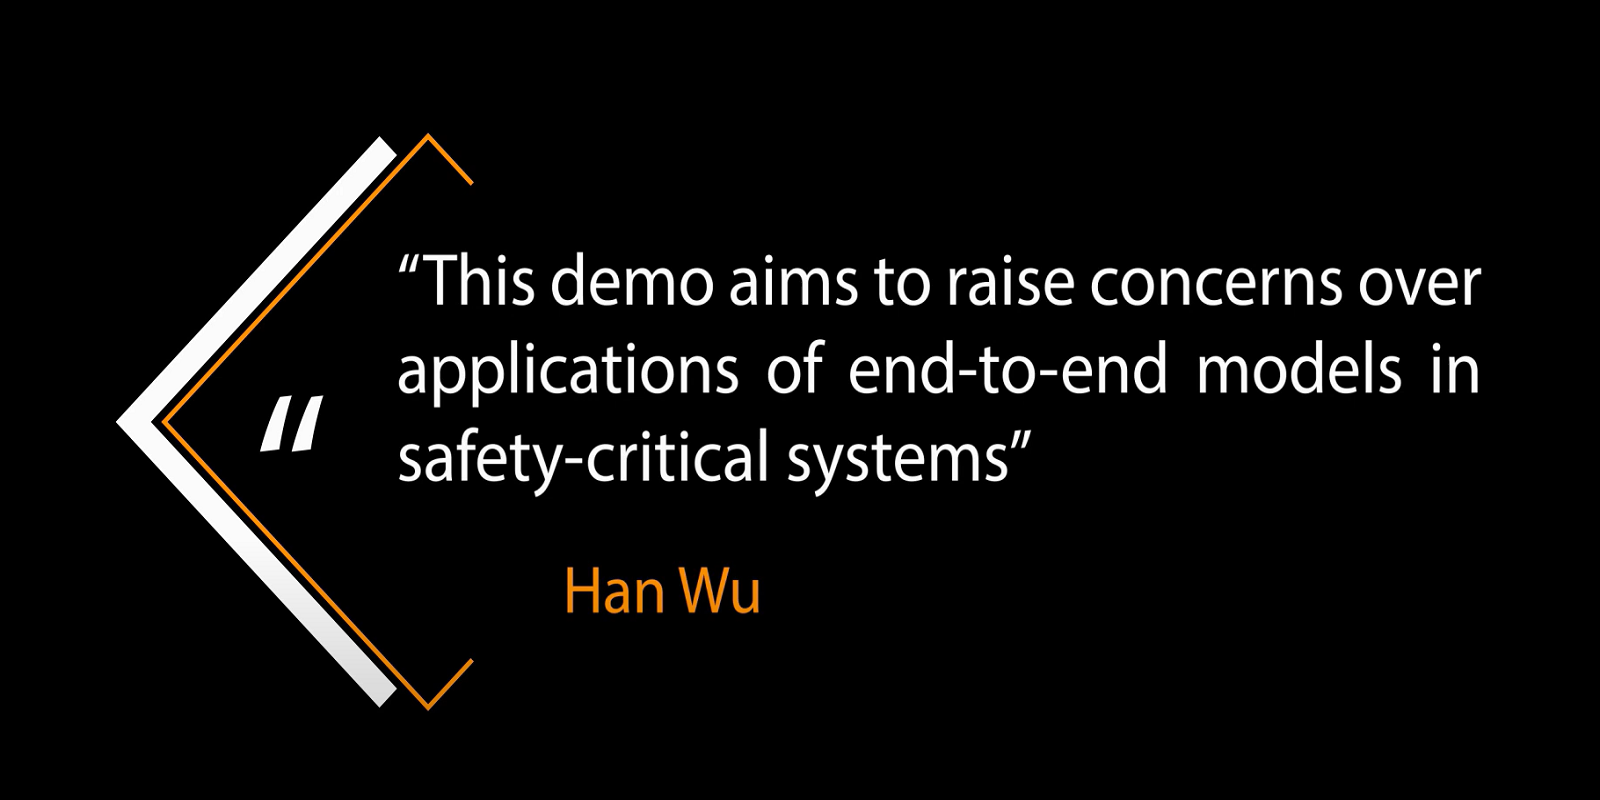 “
“This demo aims to raise concerns over
applications of end-to-end models in
safety-critical systems”
Han Wu